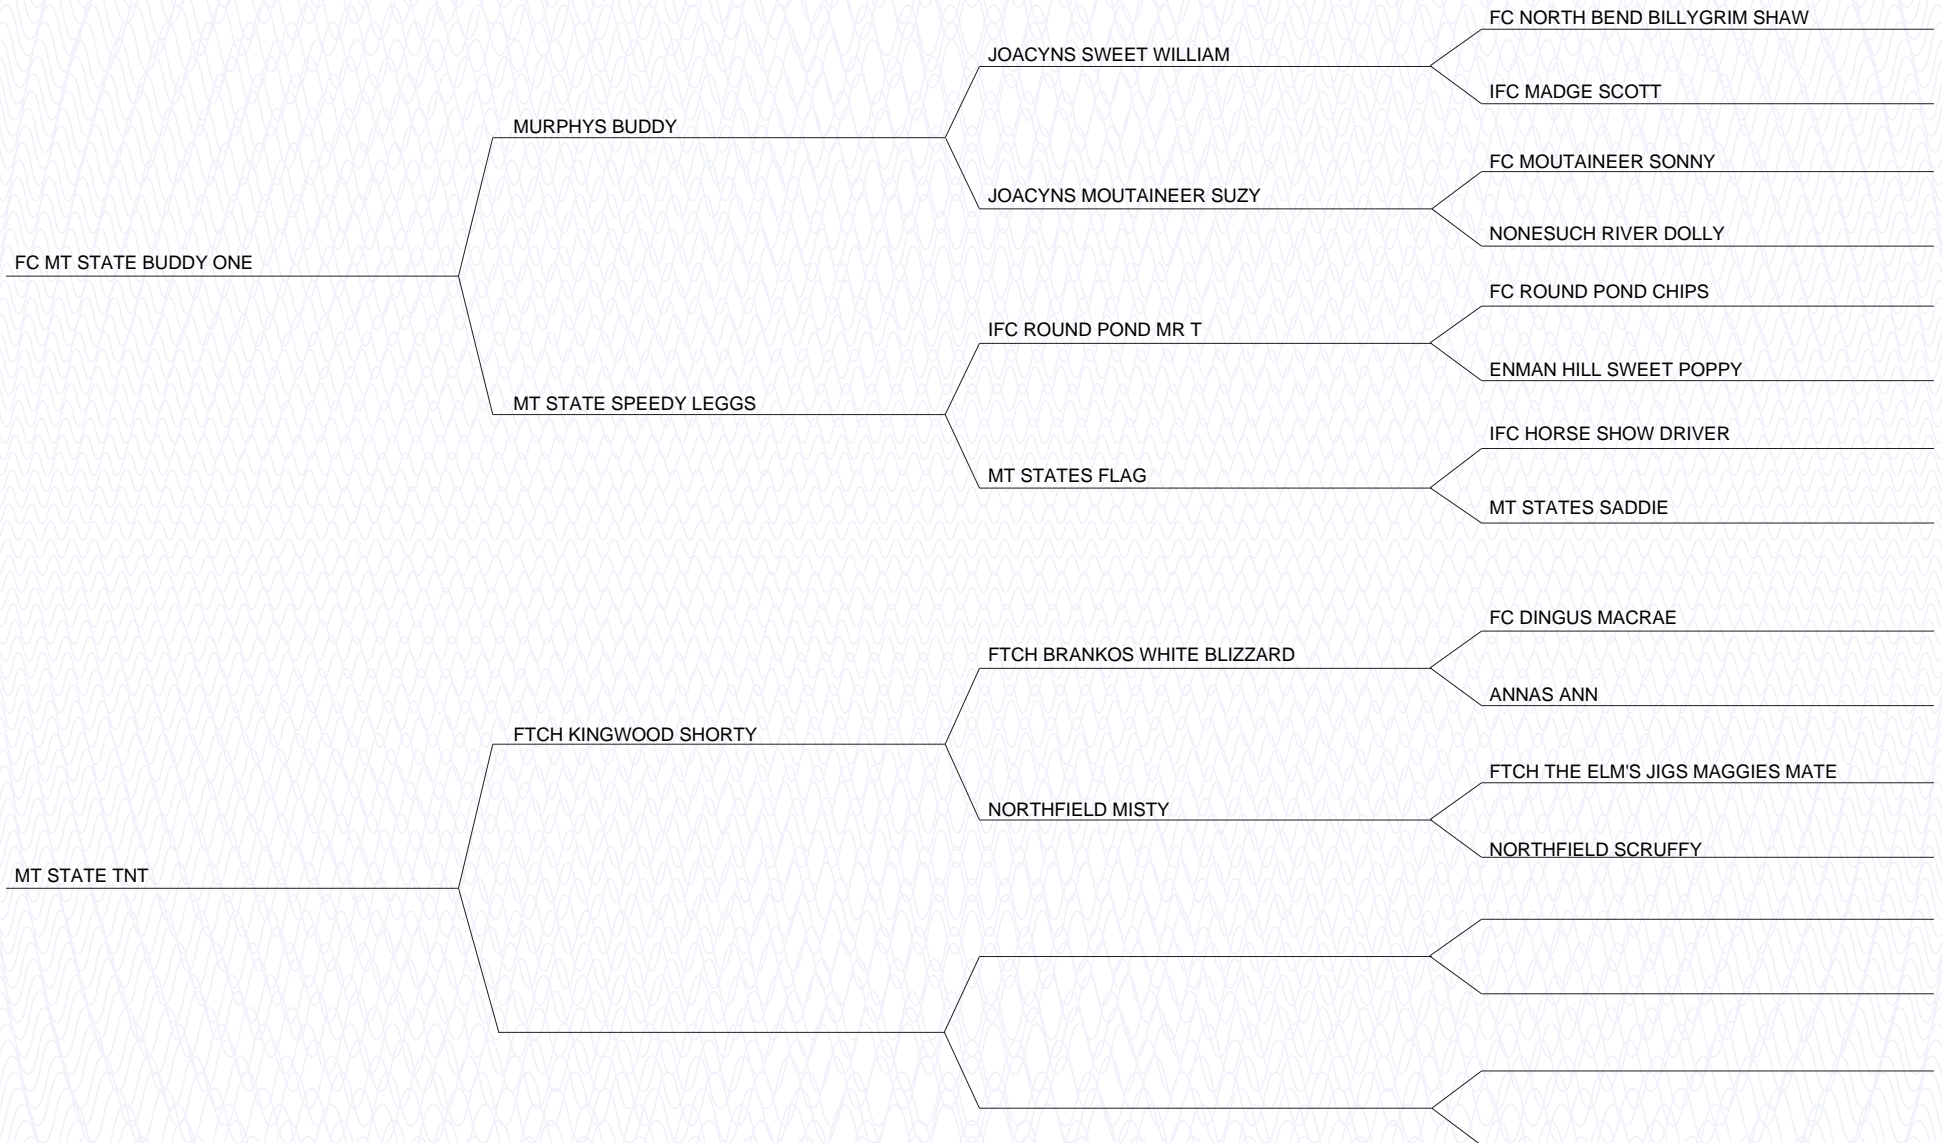 FC NORTH BEND BILLYGRIM SHAW
JOACYNS SWEET WILLIAM
IFC MADGE SCOTT
MURPHYS BUDDY
FC MOUTAINEER SONNY
JOACYNS MOUTAINEER SUZY
NONESUCH RIVER DOLLY
FC MT STATE BUDDY ONE
FC ROUND POND CHIPS
IFC ROUND POND MR T
ENMAN HILL SWEET POPPY
MT STATE SPEEDY LEGGS
IFC HORSE SHOW DRIVER
MT STATES FLAG
MT STATES SADDIE
FC DINGUS MACRAE
FTCH BRANKOS WHITE BLIZZARD
ANNAS ANN
FTCH KINGWOOD SHORTY
FTCH THE ELM'S JIGS MAGGIES MATE
NORTHFIELD MISTY
NORTHFIELD SCRUFFY
MT STATE TNT